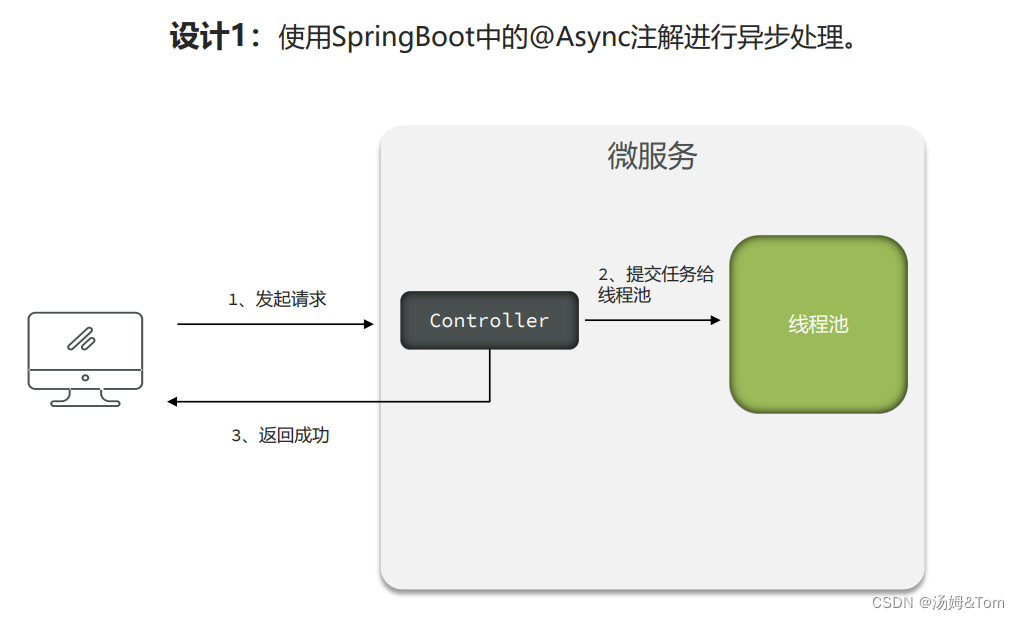 设计1：使用SpringBoot中的@Async注解进行异步处理。
微服务
1、发起请求
2、提交任务给
线程池
Controller
线程池
3、返回成功
CSDN @汤姆&Tom